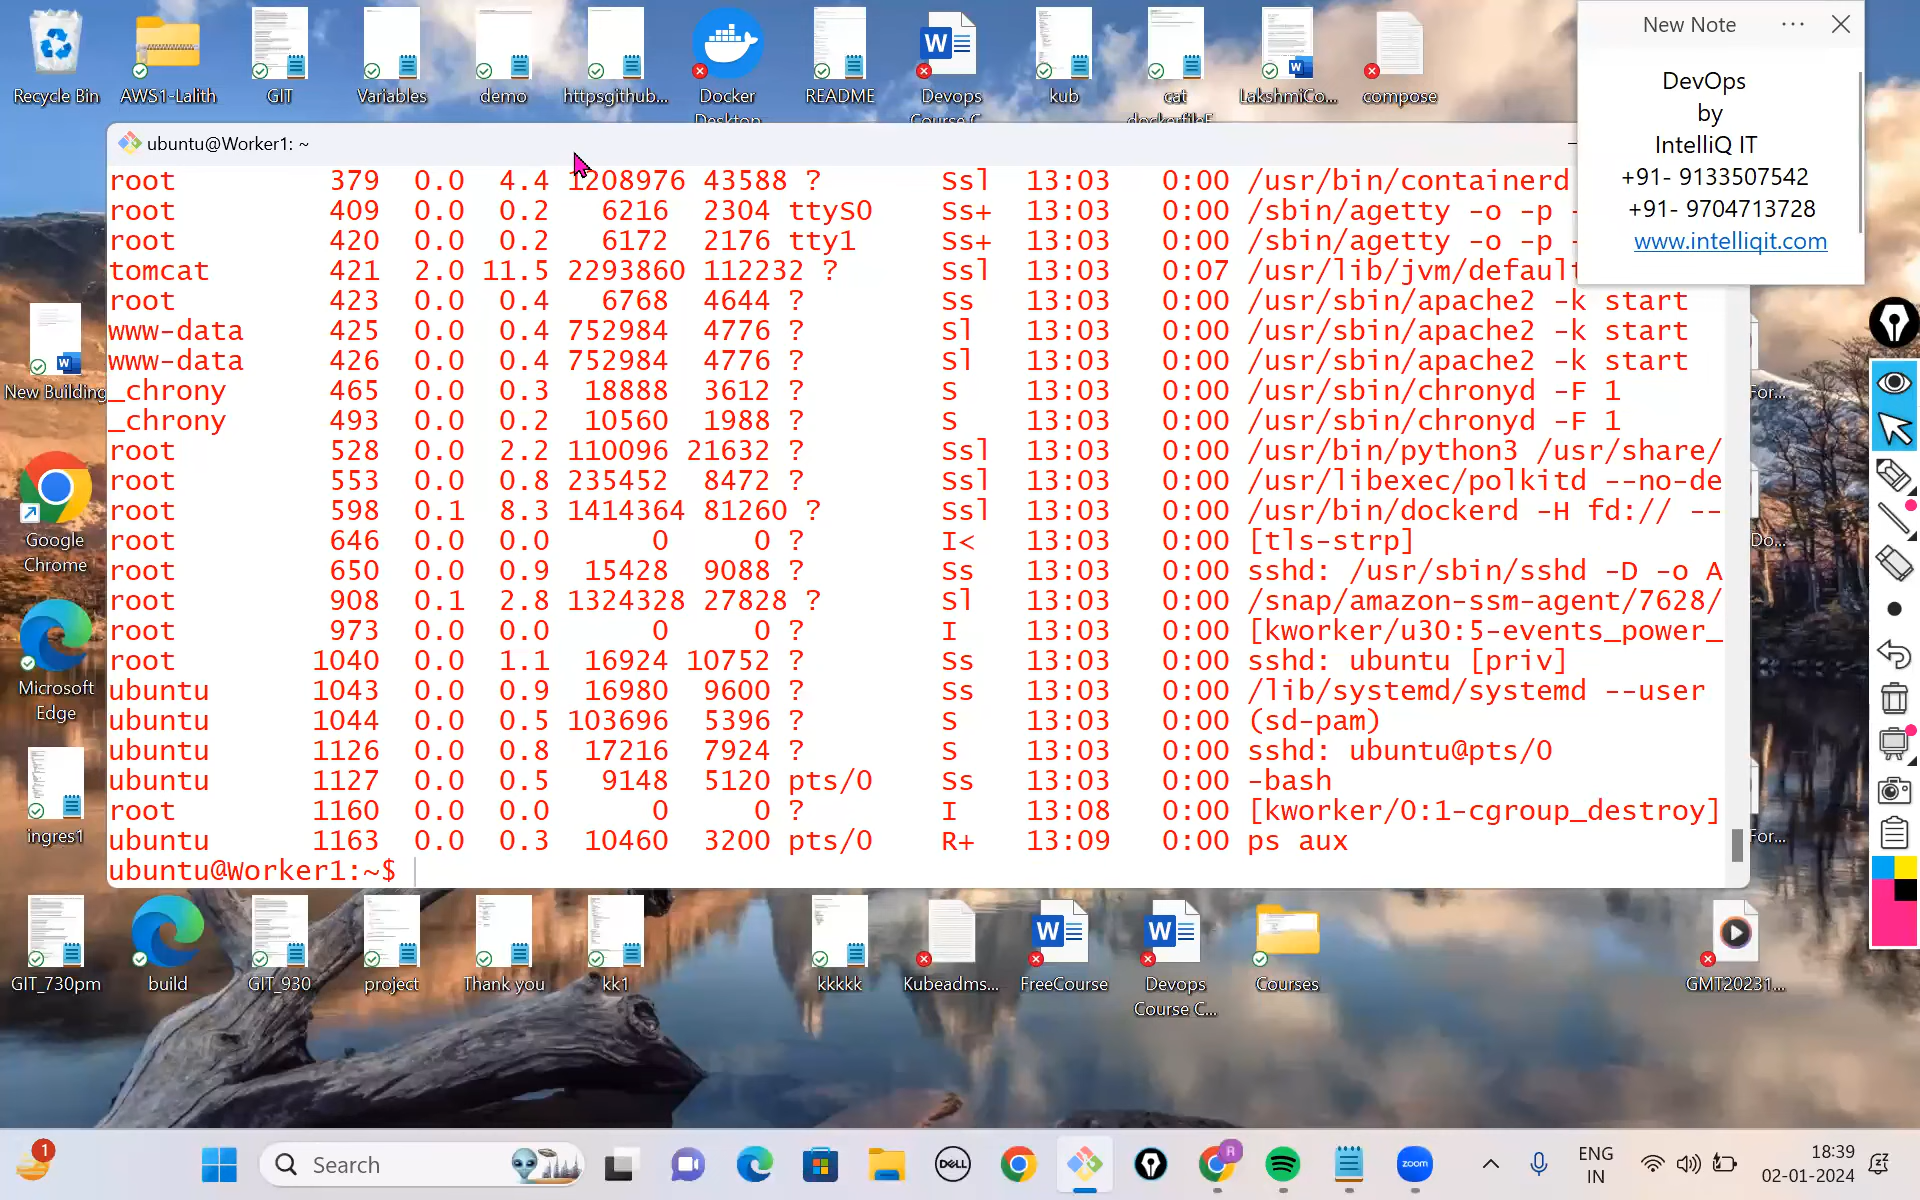 Recycle Bin
AWS1-Lalith
GIT
Variables
demo
httpsgithub...
Docker
Desktop
README
Devops
Course C...
kub
cat
dockerfileF
LakshmiCo...
compose
New Note
DevOps
by
IntelliQ IT
+91- 9133507542
+91- 9704713728
www.intelliqit.com
ubuntu@Worker1: ~
root 379 0.0 4.4 1208976 43588 ? Ssl 13:03 0:00 /usr/bin/containerd
root 409 0.0 0.2 6216 2304 ttyS0 Ss+ 13:03 0:00 /sbin/agetty -o -p -
root 420 0.0 0.2 6172 2176 tty1 Ss+ 13:03 0:00 /sbin/agetty -o -p -
tomcat 421 2.0 11.5 2293860 112232 ? Ssl 13:03 0:07 /usr/lib/jvm/default
root 423 0.0 0.4 6768 4644 ? Ss 13:03 0:00 /usr/sbin/apache2 -k start
www-data 425 0.0 0.4 752984 4776 ? Sl 13:03 0:00 /usr/sbin/apache2 -k start
www-data 426 0.0 0.4 752984 4776 ? Sl 13:03 0:00 /usr/sbin/apache2 -k start
_chrony 465 0.0 0.3 18888 3612 ? S 13:03 0:00 /usr/sbin/chronyd -F 1
_chrony 493 0.0 0.2 10560 1988 ? S 13:03 0:00 /usr/sbin/chronyd -F 1
root 528 0.0 2.2 110096 21632 ? Ssl 13:03 0:00 /usr/bin/python3 /usr/share/
root 553 0.0 0.8 235452 8472 ? Ssl 13:03 0:00 /usr/libexec/polkitd --no-de
root 598 0.1 8.3 1414364 81260 ? Ssl 13:03 0:00 /usr/bin/dockerd -H fd:// --
root 646 0.0 0.0 0 0 ? I< 13:03 0:00 [tls-strp]
root 650 0.0 0.9 15428 9088 ? Ss 13:03 0:00 sshd: /usr/sbin/sshd -D -o A
root 908 0.1 2.8 1324328 27828 ? Sl 13:03 0:00 /snap/amazon-ssm-agent/7628/
root 973 0.0 0.0 0 0 ? I 13:03 0:00 [kworker/u30:5-events_power_
root 1040 0.0 1.1 16924 10752 ? Ss 13:03 0:00 sshd: ubuntu [priv]
ubuntu 1043 0.0 0.9 16980 9600 ? Ss 13:03 0:00 /lib/systemd/systemd --user
ubuntu 1044 0.0 0.5 103696 5396 ? S 13:03 0:00 (sd-pam)
ubuntu 1126 0.0 0.8 17216 7924 ? S 13:03 0:00 sshd: ubuntu@pts/0
ubuntu 1127 0.0 0.5 9148 5120 pts/0 Ss 13:03 0:00 -bash
root 1160 0.0 0.0 0 0 ? I 13:08 0:00 [kworker/0:1-cgroup_destroy]
ubuntu 1163 0.0 0.3 10460 3200 pts/0 R+ 13:09 0:00 ps aux
ubuntu@Worker1:~$
New Building
Google
Chrome
Microsoft
Edge
ingres1
For...
Do...
For...
GIT_730pm
build
GIT_930
project
Thank you
kk1
kkkkk
Kubeadms...
FreeCourse
Devops
Course C...
Courses
GMT20231...
1
Search
DELL
R
zoom
ENG
IN
18:39
02-01-2024